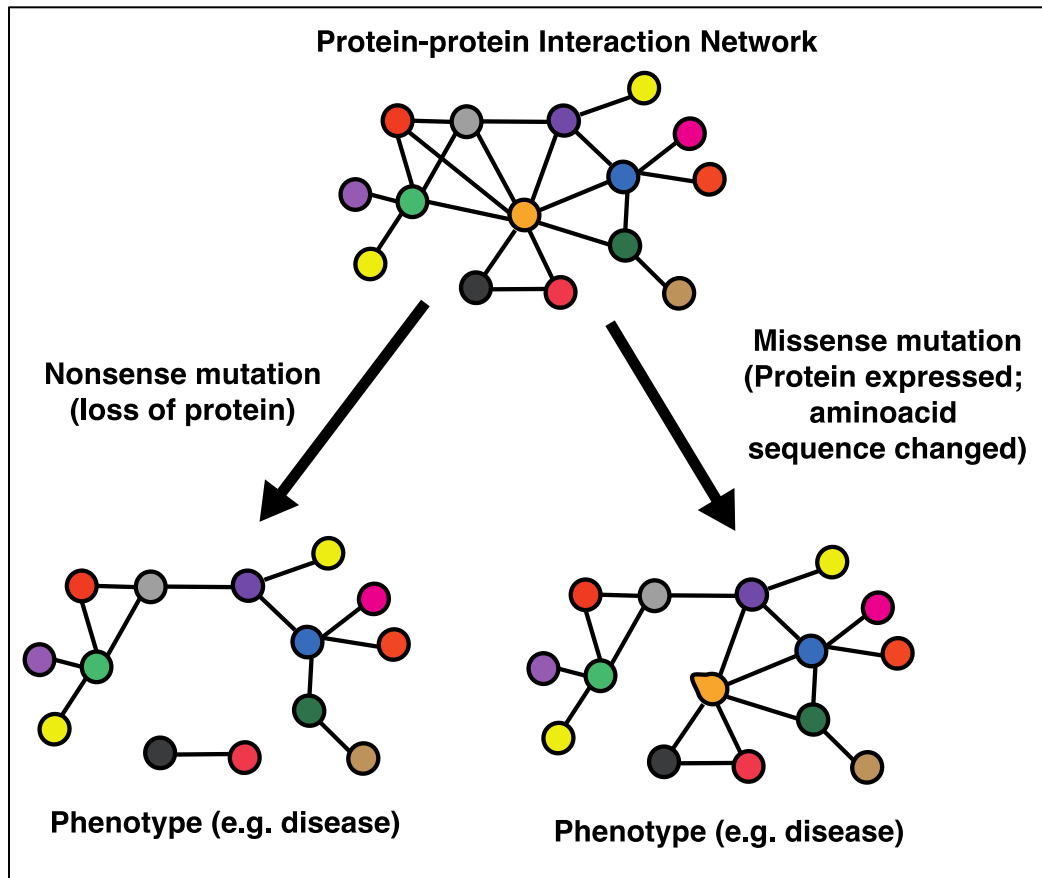 Protein-protein Interaction Network
Nonsense mutation
(loss of protein)
Missense mutation
(Protein expressed;
aminoacid
sequence changed)
Phenotype (e.g. disease)
Phenotype (e.g. disease)